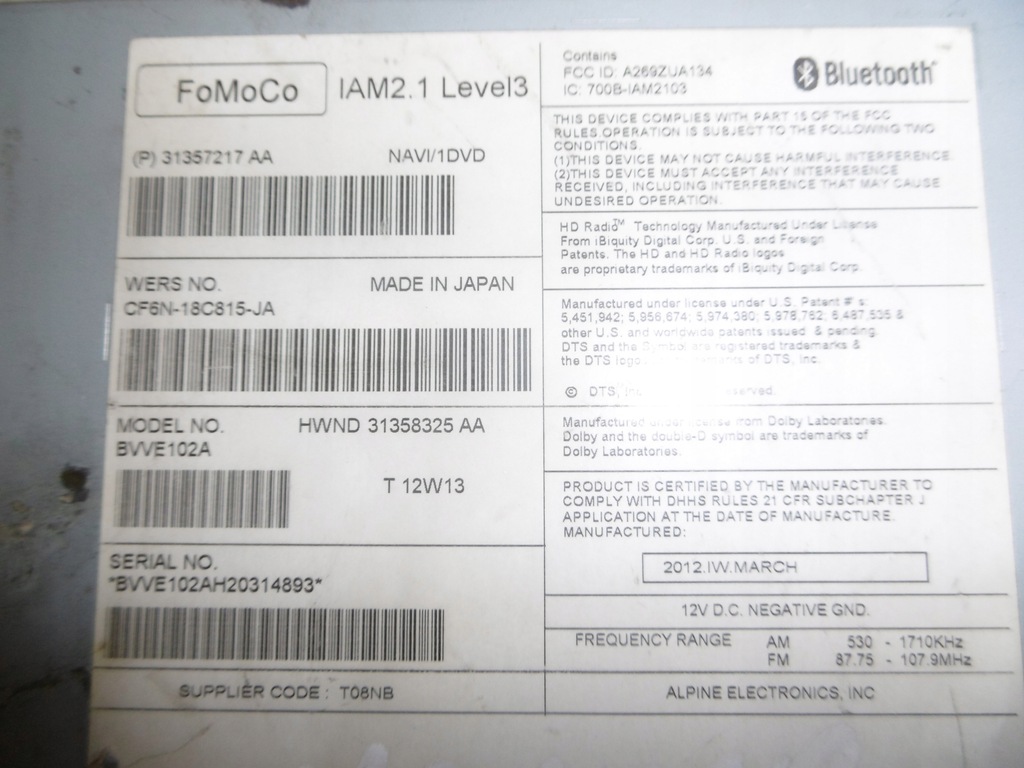 FoMoCo
IAM2.1 Level3
(P) 31357217 AA
NAVI/1DVD
WERS NO.
MADE IN JAPAN
CF6N-18C815-JA
MODEL NO.
HWND 31358325 AA
BVVE102A
T 12W13
SERIAL NO.
*BVVE102AH20314893*
SUPPLIER CODE : T08NB
Contains
FCC ID: A269ZUA134
IC: 700B-IAM2103
Bluetooth
THIS DEVICE COMPLIES WITH PART 15 OF THE FCC
RULES.OPERATION IS SUBJECT TO THE FOLLOWING TWO
CONDITIONS.
(1)THIS DEVICE MAY NOT CAUSE HARMFUL INTERFERENCE.
(2)THIS DEVICE MUST ACCEPT ANY INTERFERENCE
RECEIVED, INCLUDING INTERFERENCE THAT MAY CAUSE
UNDESIRED OPERATION.
HD Radio™ Technology Manufactured Under License
From iBiquity Digital Corp. U.S. and Foreign
Patents. The HD and HD Radio logos
are proprietary trademarks of iBiquity Digital Corp.
Manufactured under license under U.S. Patent #'s:
5,451,942; 5,956,674; 5,974,380; 5,978,762; 6,487,535 &
other U.S. and worldwide patents issued & pending.
DTS and the Symbol are registered trademarks &
the DTS logo of DTS, Inc.
© DTS,
Manufactured under license from Dolby Laboratories.
Dolby and the double-D symbol are trademarks of
Dolby Laboratories.
PRODUCT IS CERTIFIED BY THE MANUFACTURER TO
COMPLY WITH DHHS RULES 21 CFR SUBCHAPTER J
APPLICATION AT THE DATE OF MANUFACTURE.
MANUFACTURED:
2012.IW.MARCH
12V D.C. NEGATIVE GND.
FREQUENCY RANGE AM 530 - 1710KHz
FM 87.75 - 107.9MHz
ALPINE ELECTRONICS, INC